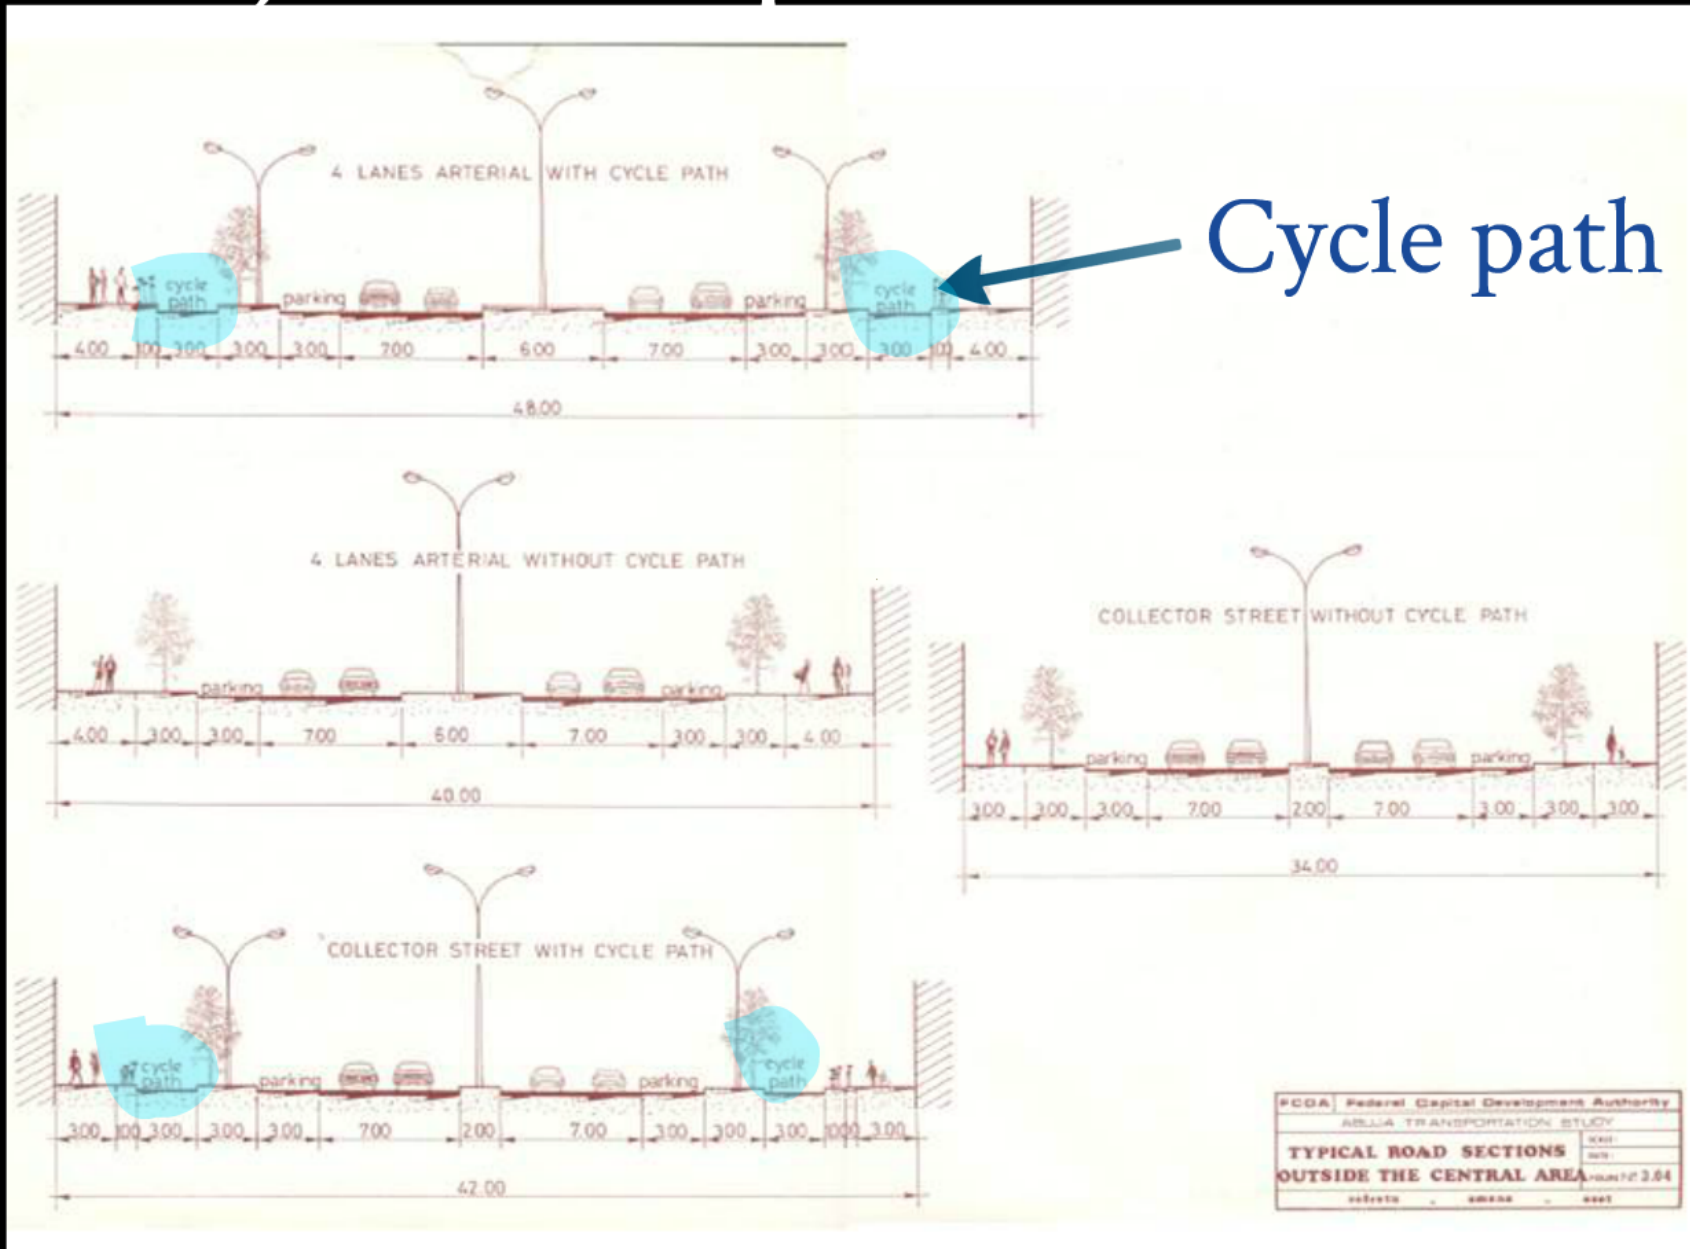 4 LANES ARTERIAL WITH CYCLE PATH
Cycle path
cycle path
parking
parking
cycle path
4.00 1.00 3.00 3.00 3.00 7.00 6.00 7.00 3.00 3.00 3.00 1.00 4.00
48.00
4 LANES ARTERIAL WITHOUT CYCLE PATH
parking
parking
4.00 3.00 3.00 7.00 6.00 7.00 3.00 3.00 4.00
40.00
COLLECTOR STREET WITHOUT CYCLE PATH
parking
parking
3.00 3.00 3.00 7.00 2.00 7.00 3.00 3.00 3.00
34.00
COLLECTOR STREET WITH CYCLE PATH
cycle path
parking
parking
cycle path
3.00 1.00 3.00 3.00 3.00 7.00 2.00 7.00 3.00 3.00 3.00 3.00
42.00
FCDA Federal Capital Development Authority
ABUJA TRANSPORTATION STUDY
TYPICAL ROAD SECTIONS
OUTSIDE THE CENTRAL AREA 3.04